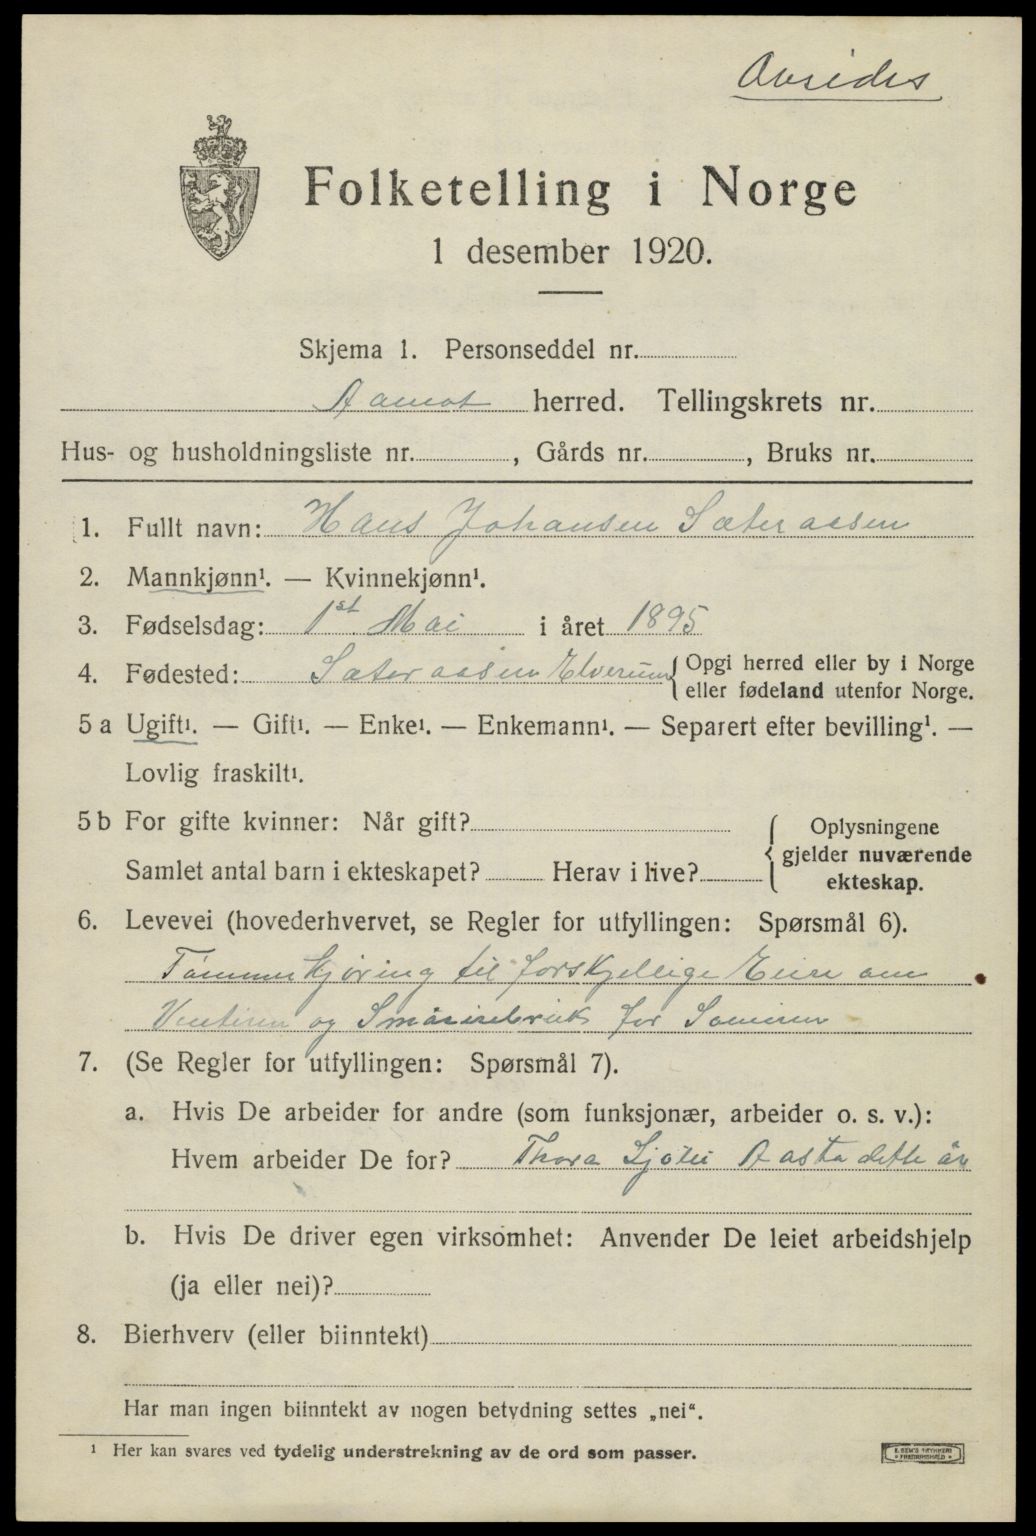 Avsides
Folketelling i Norge
1 desember 1920.
Skjema 1. Personseddel nr.
Aamot herred. Tellingskrets nr.
Hus- og husholdningsliste nr. , Gårds nr. , Bruks nr.
1. Fullt navn: Hans Johansen Sæteraasen
2. Mannkjønn¹. — Kvinnekjønn¹.
3. Fødselsdag: 1st Mai i året 1895
4. Fødested: Sæteraasen Elverum { Opgi herred eller by i Norge
eller fødeland utenfor Norge.
5 a Ugift¹. — Gift¹. — Enke¹. — Enkemann¹. — Separert efter bevilling¹. —
Lovlig fraskilt¹.
5 b For gifte kvinner: Når gift? { Oplysningene
gjelder nuværende
Samlet antal barn i ekteskapet? Herav i live?
ekteskap.
6. Levevei (hovederhvervet, se Regler for utfyllingen: Spørsmål 6).
Tømmerkjøring til forskjellige Eiere om
Vinteren og for Someren
7. (Se Regler for utfyllingen: Spørsmål 7).
a. Hvis De arbeider for andre (som funksjonær, arbeider o. s. v.):
Hvem arbeider De for? Thora Sjøli Aasta dette år
b. Hvis De driver egen virksomhet: Anvender De leiet arbeidshjelp
(ja eller nei)?
8. Bierhverv (eller biinntekt)
Har man ingen biinntekt av nogen betydning settes „nei“.
¹ Her kan svares ved tydelig understrekning av de ord som passer.